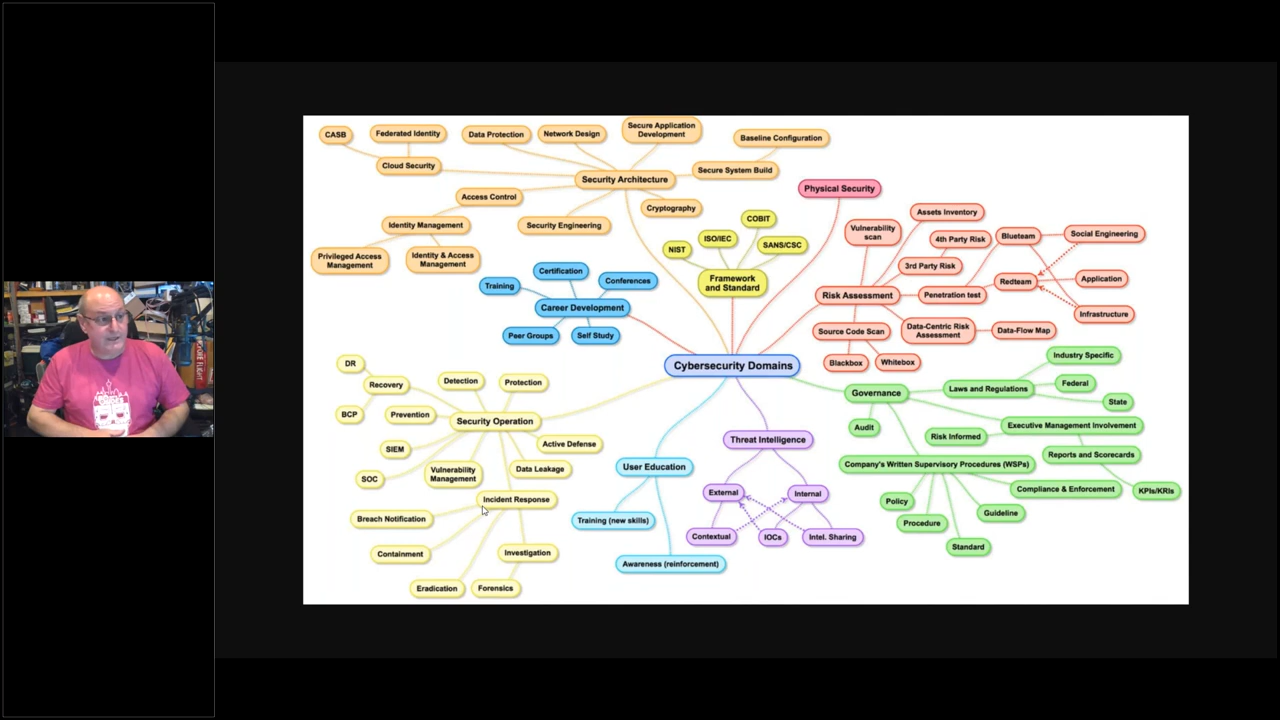 CASB
Federated Identity
Data Protection
Network Design
Secure Application
Development
Baseline Configuration
Cloud Security
Secure System Build
Security Architecture
Physical Security
Access Control
Cryptography
Identity Management
Security Engineering
Privileged Access
Management
Identity & Access
Management
COBIT
ISO/IEC
NIST
SANS/CSC
Framework
and Standard
Certification
Training
Conferences
Career Development
Peer Groups
Self Study
Vulnerability
scan
Assets Inventory
4th Party Risk
Blueteam
Social Engineering
3rd Party Risk
Redteam
Application
Risk Assessment
Penetration test
Infrastructure
Source Code Scan
Data-Centric Risk
Assessment
Data-Flow Map
Blackbox
Whitebox
Cybersecurity Domains
DR
Recovery
Detection
Protection
BCP
Prevention
Security Operation
SIEM
Active Defense
SOC
Vulnerability
Management
Data Leakage
Incident Response
Breach Notification
Containment
Investigation
Eradication
Forensics
User Education
Training (new skills)
Awareness (reinforcement)
Threat Intelligence
External
Internal
Contextual
IOCs
Intel. Sharing
Governance
Industry Specific
Laws and Regulations
Federal
State
Audit
Executive Management Involvement
Risk Informed
Reports and Scorecards
Company's Written Supervisory Procedures (WSPs)
Compliance & Enforcement
KPIs/KRIs
Policy
Procedure
Guideline
Standard